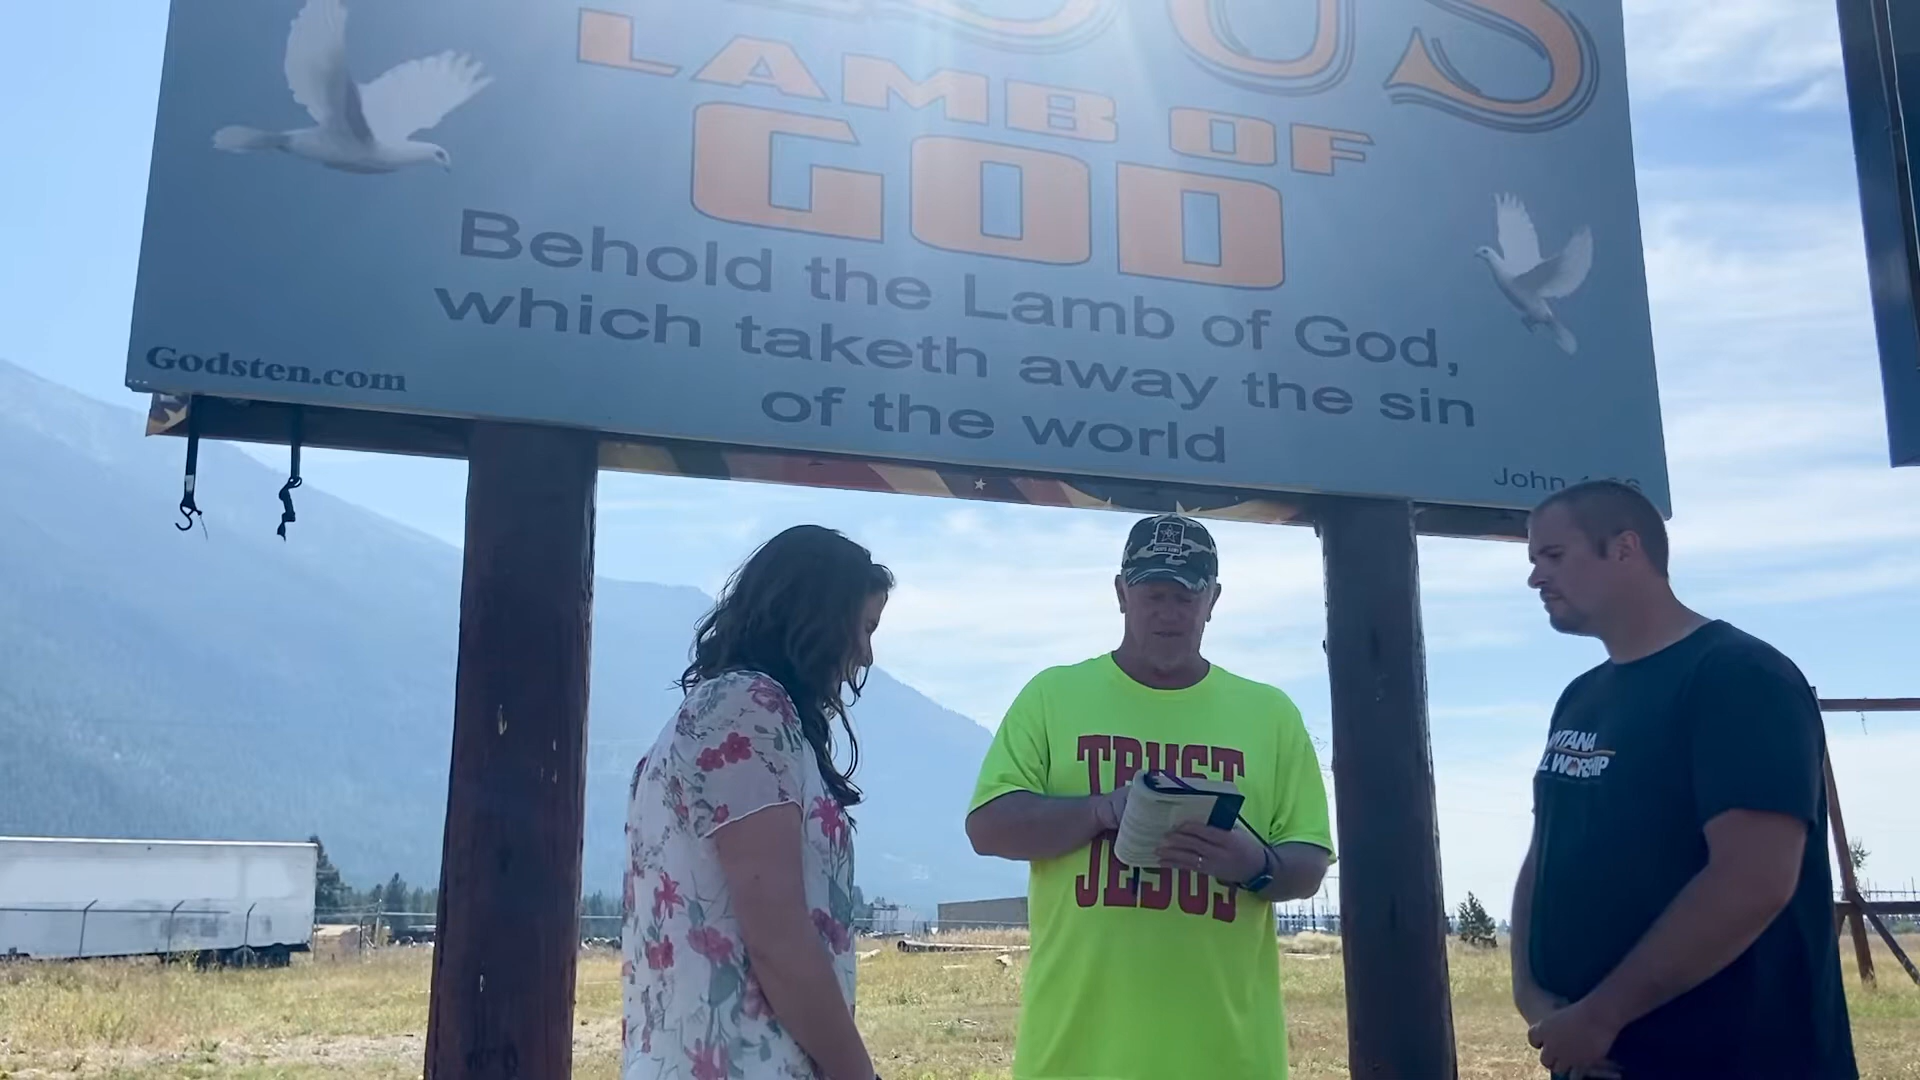 LAMB OF
GOD
Behold the Lamb of God,
which taketh away the sin
of the world
Godsten.com
John
TRUST
JESUS